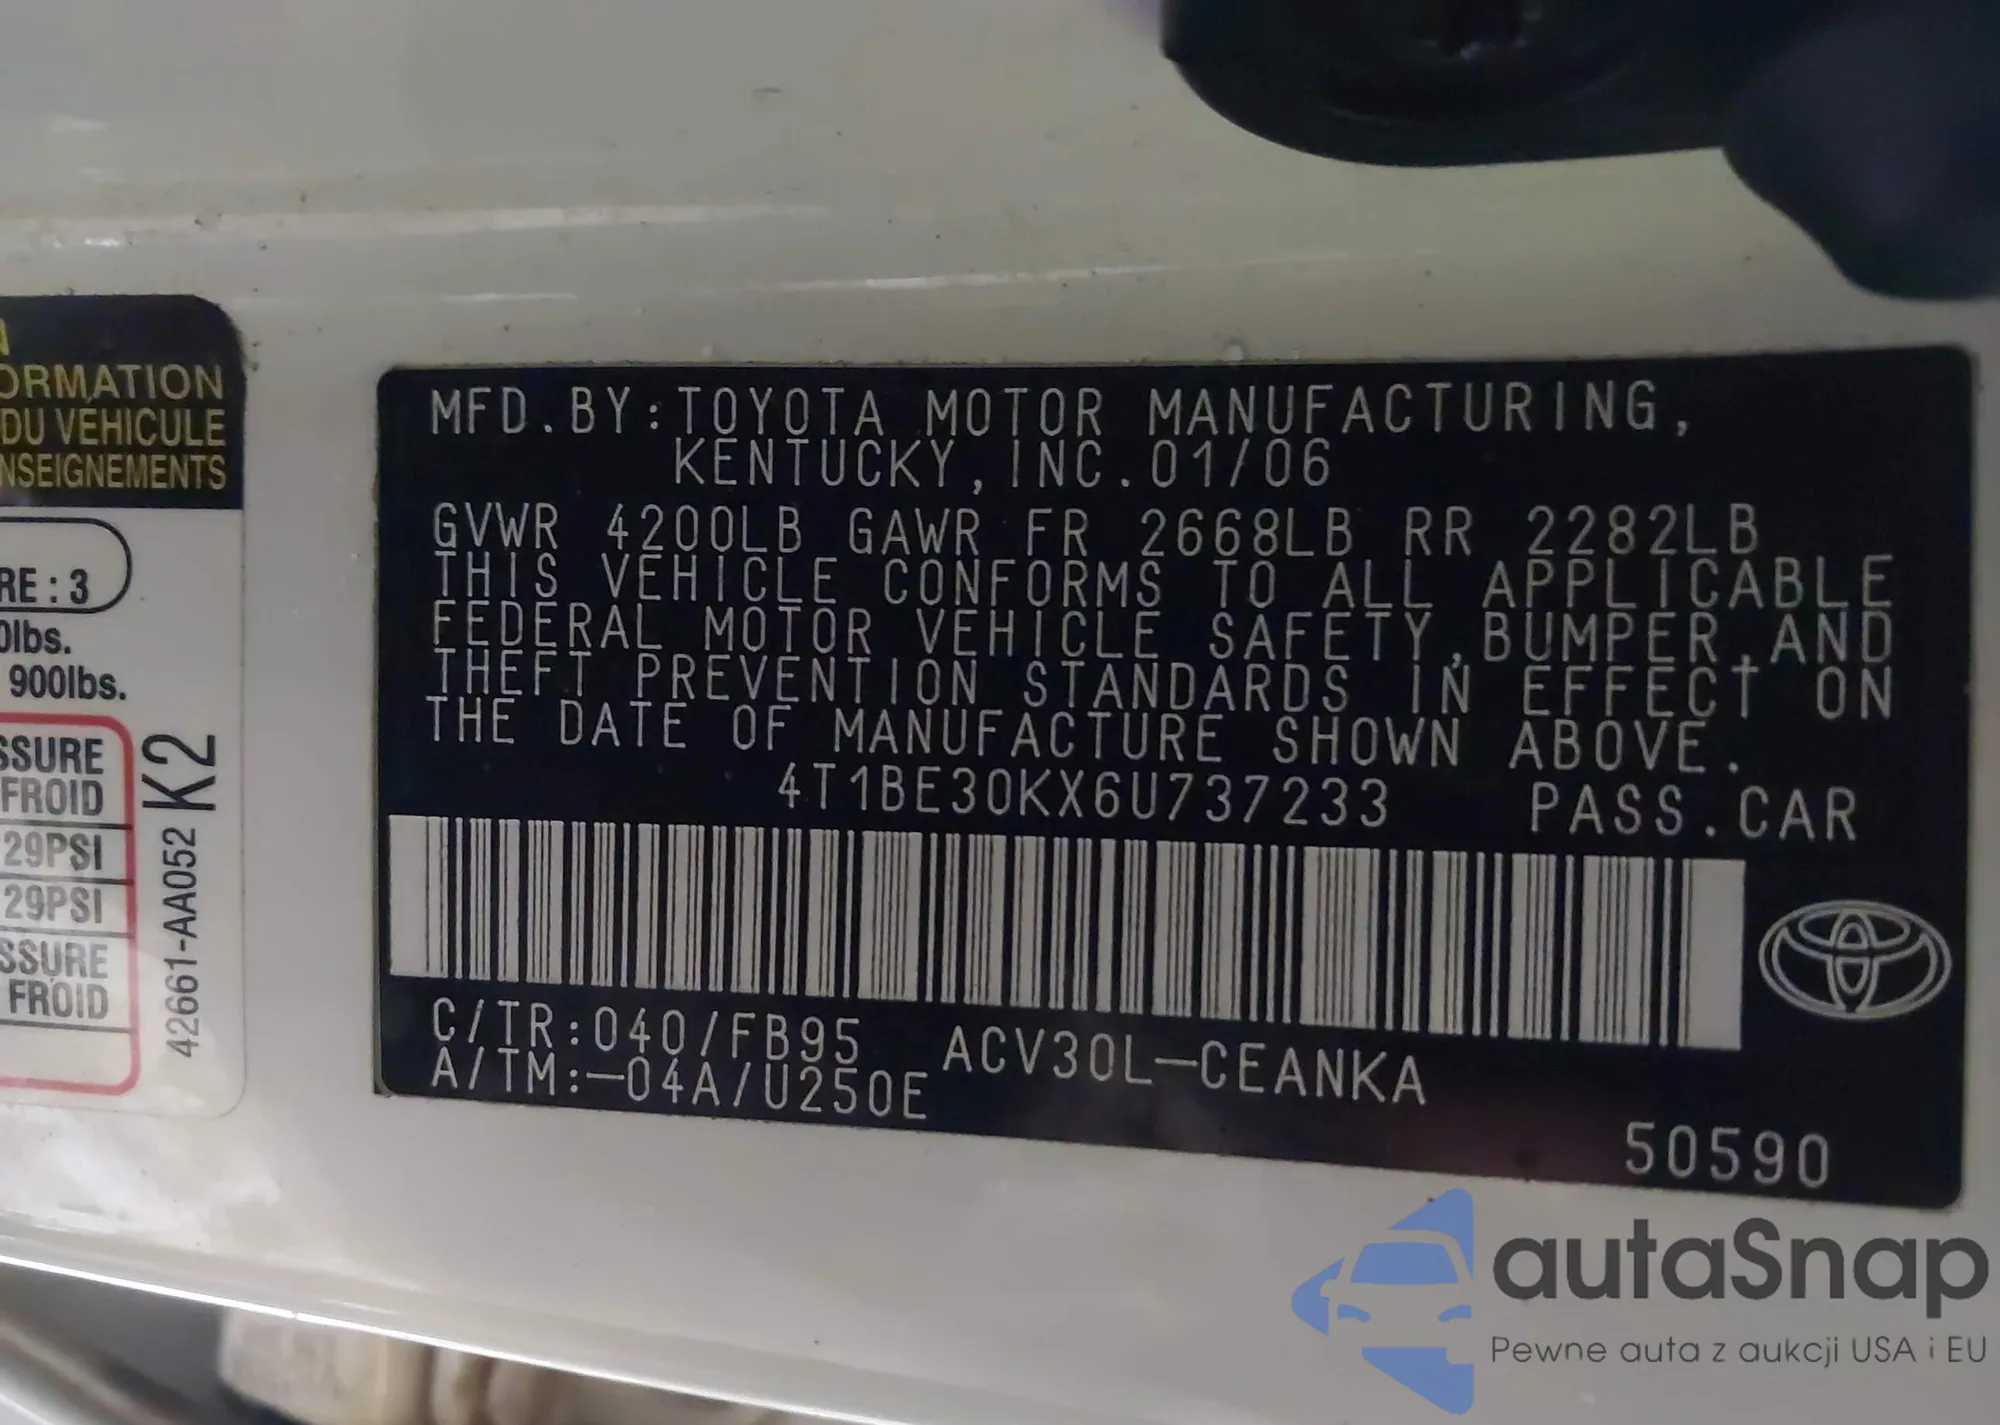 ORMATION
DU VÉHICULE
NSEIGNEMENTS
RE : 3
0lbs.
900lbs.
SSURE
FROID
29PSI
29PSI
SSURE
FROID
42661-AA052 K2
MFD. BY: TOYOTA MOTOR MANUFACTURING,
KENTUCKY, INC. 01/06
GVWR 4200LB GAWR FR 2668LB RR 2282LB
THIS VEHICLE CONFORMS TO ALL APPLICABLE
FEDERAL MOTOR VEHICLE SAFETY, BUMPER, AND
THEFT PREVENTION STANDARDS IN EFFECT ON
THE DATE OF MANUFACTURE SHOWN ABOVE.
4T1BE30KX6U737233 PASS. CAR
C/TR:040/FB95 ACV30L-CEANKA
A/TM:-04A/U250E
50590
autaSnap
Pewne auta z aukcji USA i EU